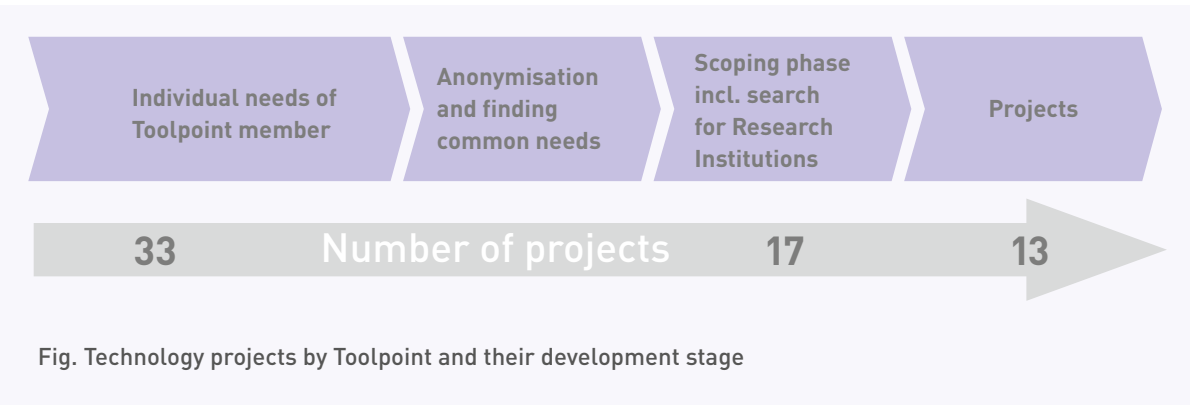 Individual needs of
Toolpoint member
Anonymisation
and finding
common needs
Scoping phase
incl. search
for Research
Institutions
Projects
33 Number of projects 17 13
Fig. Technology projects by Toolpoint and their development stage